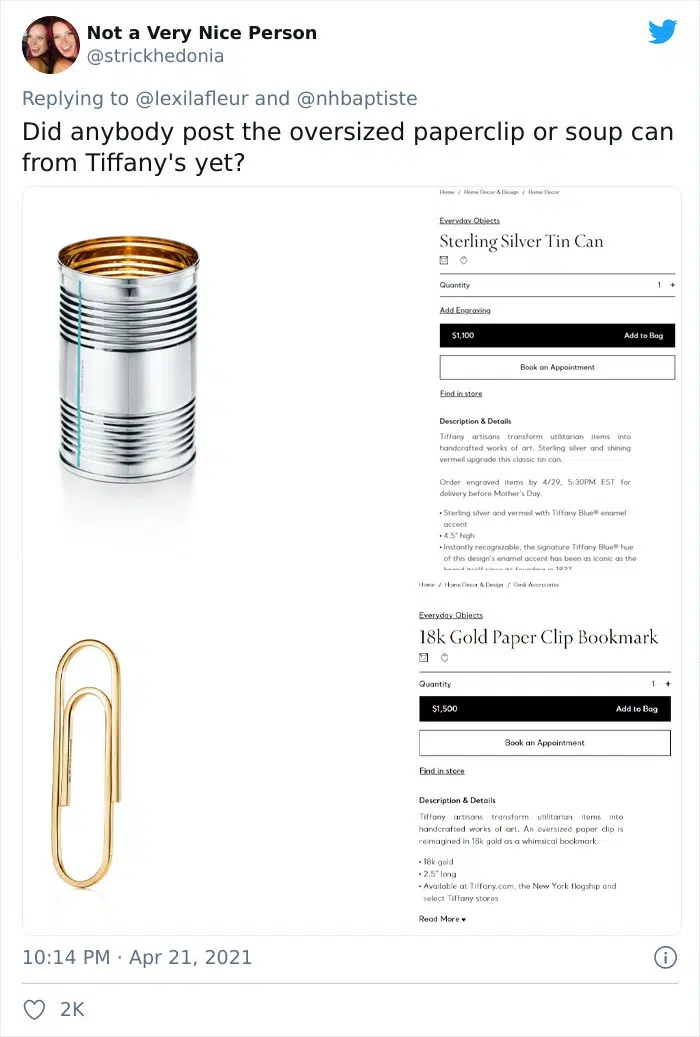 Not a Very Nice Person
@strickhedonia
Replying to @lexilafleur and @nhbaptiste
Did anybody post the oversized paperclip or soup can
from Tiffany's yet?
Home / Home Decor & Design / Home Decor
Everyday Objects
Sterling Silver Tin Can
Quantity 1 +
Add Engraving
$1,100 Add to Bag
Book an Appointment
Find in store
Description & Details
Tiffany artisans transform utilitarian items into
handcrafted works of art. Sterling silver and shining
vermeil upgrade this classic tin can.
Order engraved items by 4/29, 5:30PM EST for
delivery before Mother's Day.
• Sterling silver and vermeil with Tiffany Blue® enamel
accent
• 4.5" high
• Instantly recognizable, the signature Tiffany Blue® hue
of this design's enamel accent has been as iconic as the
brand itself since its founding in 1837
Home / Home Decor & Design / Desk Accessories
Everyday Objects
18k Gold Paper Clip Bookmark
Quantity 1 +
$1,500 Add to Bag
Book an Appointment
Find in store
Description & Details
Tiffany artisans transform utilitarian items into
handcrafted works of art. An oversized paper clip is
reimagined in 18k gold as a whimsical bookmark.
• 18k gold
• 2.5" long
• Available at Tiffany.com, the New York flagship and
select Tiffany stores
Read More ▾
10:14 PM · Apr 21, 2021
2K